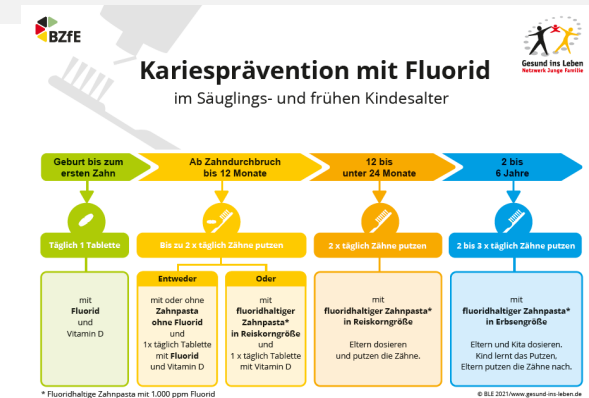 BZfE
Gesund ins Leben
Netzwerk Junge Familie
Kariesprävention mit Fluorid
im Säuglings- und frühen Kindesalter
Geburt bis zum
ersten Zahn
Ab Zahndurchbruch
bis 12 Monate
12 bis
unter 24 Monate
2 bis
6 Jahre
Täglich 1 Tablette
Bis zu 2 x täglich Zähne putzen
2 x täglich Zähne putzen
2 bis 3 x täglich Zähne putzen
mit
Fluorid
und
Vitamin D
Entweder
mit oder ohne
Zahnpasta
ohne Fluorid
und
1x täglich Tablette
mit Fluorid
und Vitamin D
Oder
mit
fluoridhaltiger
Zahnpasta*
in Reiskorngröße
und
1 x täglich Tablette
mit Vitamin D
mit
fluoridhaltiger Zahnpasta*
in Reiskorngröße
Eltern dosieren
und putzen die Zähne.
mit
fluoridhaltiger Zahnpasta*
in Erbsengröße
Eltern und Kita dosieren.
Kind lernt das Putzen,
Eltern putzen die Zähne nach.
* Fluoridhaltige Zahnpasta mit 1.000 ppm Fluorid
© BLE 2021/www.gesund-ins-leben.de